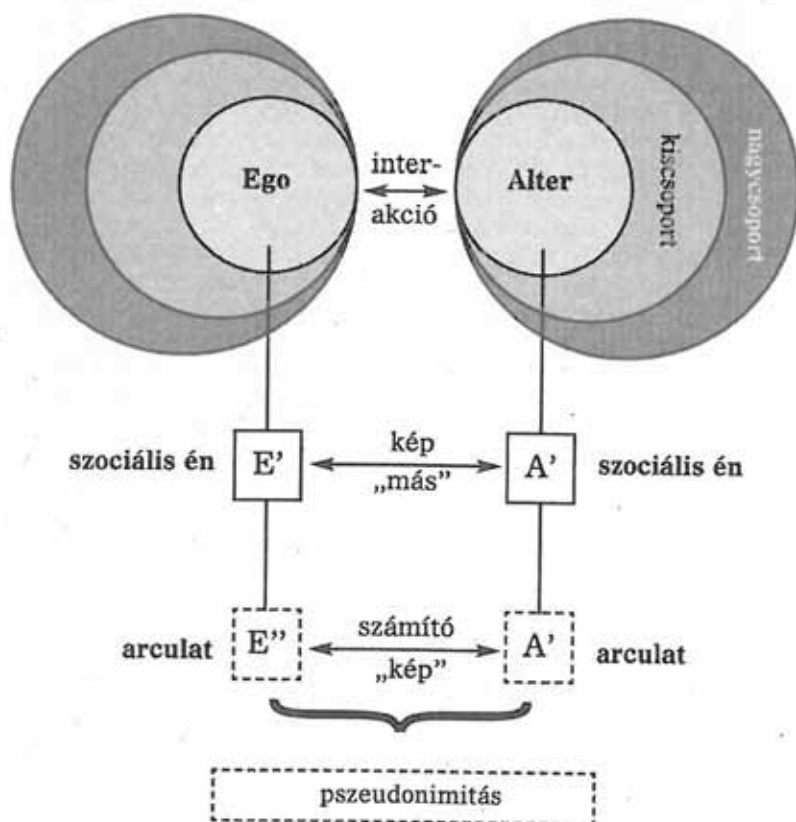 Ego
inter-
akció
Alter
kiscsoport
nagycsoport
szociális én
E’
kép
„más”
A’
szociális én
arculat
E’’
számító
„kép”
A’
arculat
pszeudonimitás